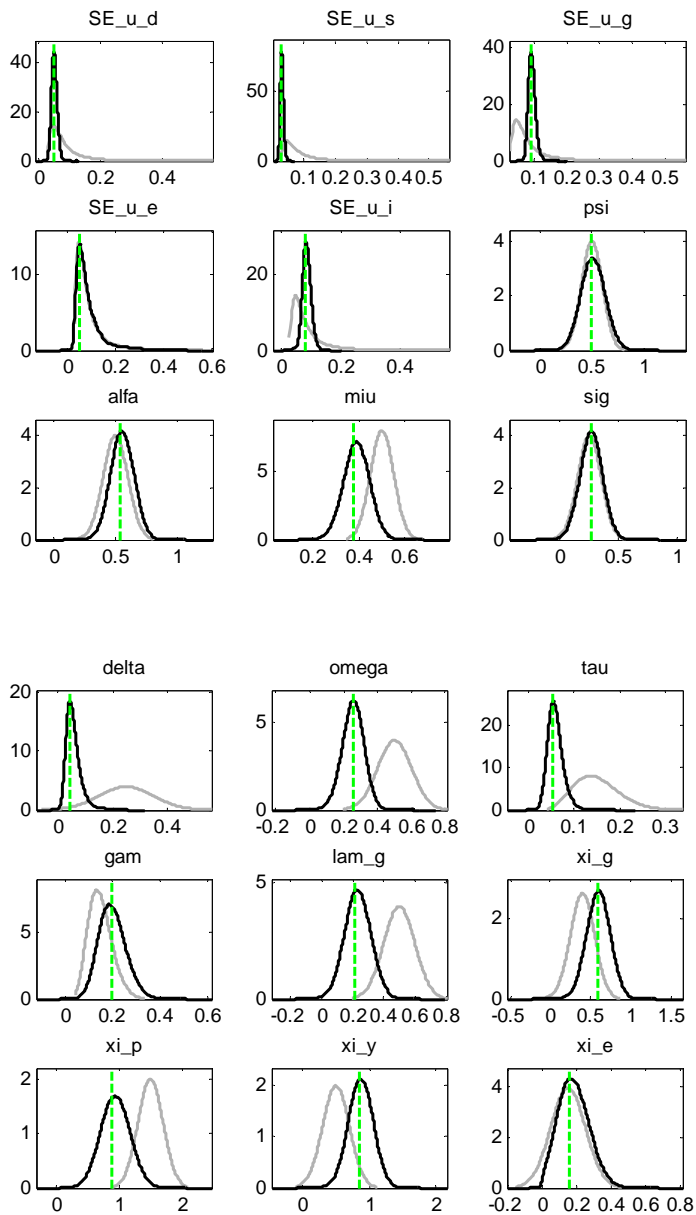 SE_u_d SE_u_s SE_u_g
40 20 0 50 0 40 20 0
0 0.2 0.4 0.1 0.2 0.3 0.4 0.5 0.1 0.2 0.3 0.4 0.5
SE_u_e SE_u_i psi
10 0 20 0 4 2 0
0 0.2 0.4 0.6 0 0.2 0.4 0 0.5 1
alfa miu sig
4 2 0 5 0 4 2 0
0 0.5 1 0.2 0.4 0.6 0 0.5 1
delta omega tau
20 10 0 5 0 20 10 0
0 0.2 0.4 -0.2 0 0.2 0.4 0.6 0.8 0 0.1 0.2 0.3
gam lam_g xi_g
5 0 5 0 2 0
0 0.2 0.4 0.6 -0.2 0 0.2 0.4 0.6 0.8 -0.5 0 0.5 1 1.5
xi_p xi_y xi_e
2 1 0 2 1 0 4 2 0
0 1 2 0 1 2 -0.2 0 0.2 0.4 0.6 0.8